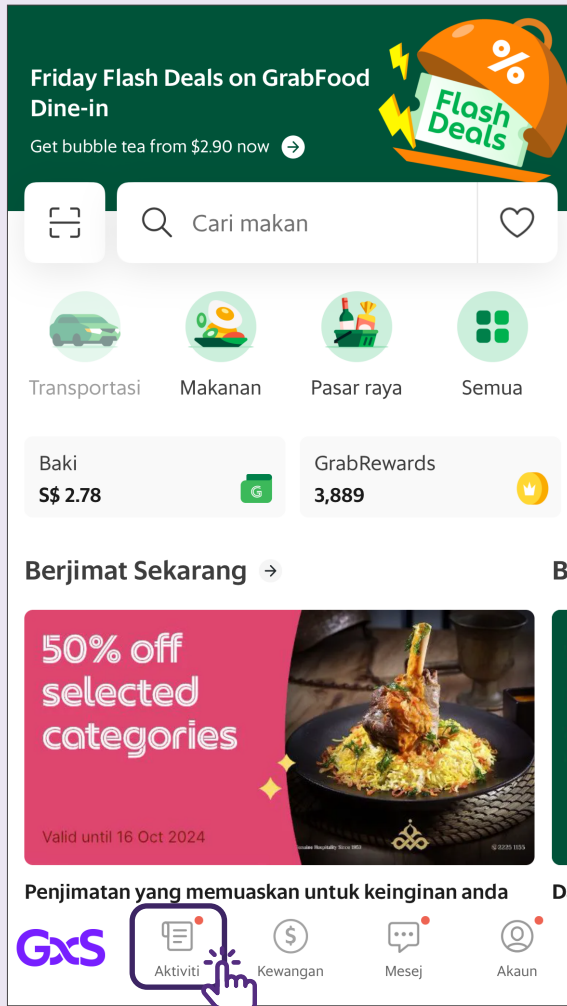 Friday Flash Deals on GrabFood
Dine-in
Get bubble tea from $2.90 now
%
Flash
Deals
Cari makan
Transportasi
Makanan
Pasar raya
Semua
Baki
S$ 2.78
G
GrabRewards
3,889
Berjimat Sekarang
B
50% off
selected
categories
Valid until 16 Oct 2024
Penjimatan yang memuaskan untuk keinginan anda
D
GXS
Aktiviti
$
Kewangan
Mesej
Akaun